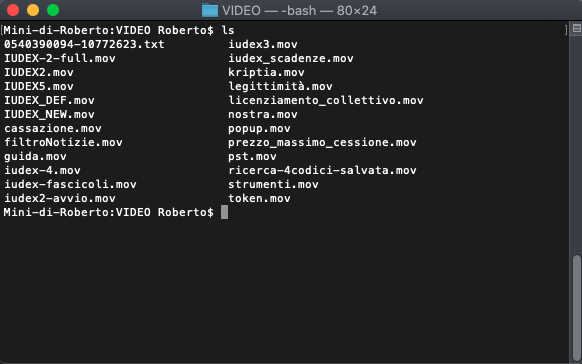 VIDEO — -bash — 80×24
[Mini-di-Roberto:VIDEO Roberto$ ls ]
0540390094-10772623.txt iudex3.mov
IUDEX-2-full.mov iudex_scadenze.mov
IUDEX2.mov kriptia.mov
IUDEX5.mov legittimità.mov
IUDEX_DEF.mov licenziamento_collettivo.mov
IUDEX_NEW.mov nostra.mov
cassazione.mov popup.mov
filtroNotizie.mov prezzo_massimo_cessione.mov
guida.mov pst.mov
iudex-4.mov ricerca-4codici-salvata.mov
iudex-fascicoli.mov strumenti.mov
iudex2-avvio.mov token.mov
Mini-di-Roberto:VIDEO Roberto$